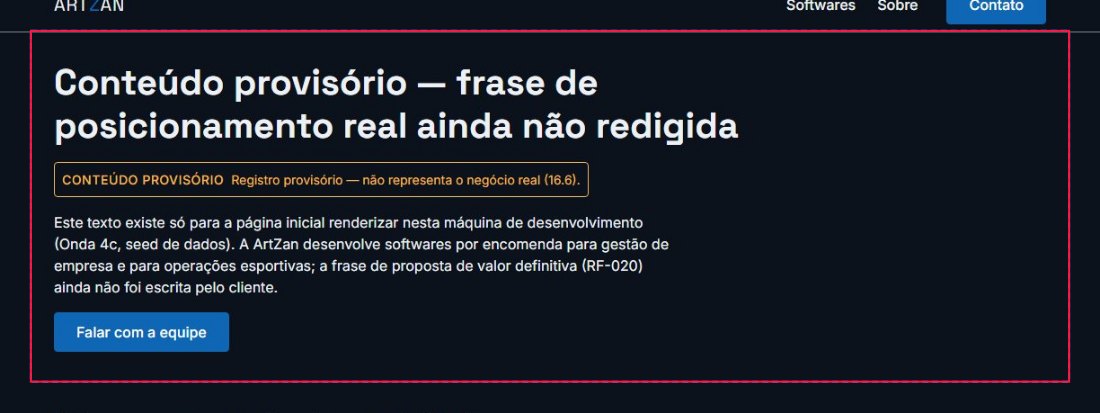 ARTZAN
Softwares Sobre Contato
Conteúdo provisório — frase de
posicionamento real ainda não redigida
CONTEÚDO PROVISÓRIO Registro provisório — não representa o negócio real (16.6).
Este texto existe só para a página inicial renderizar nesta máquina de desenvolvimento
(Onda 4c, seed de dados). A ArtZan desenvolve softwares por encomenda para gestão de
empresa e para operações esportivas; a frase de proposta de valor definitiva (RF-020)
ainda não foi escrita pelo cliente.
Falar com a equipe